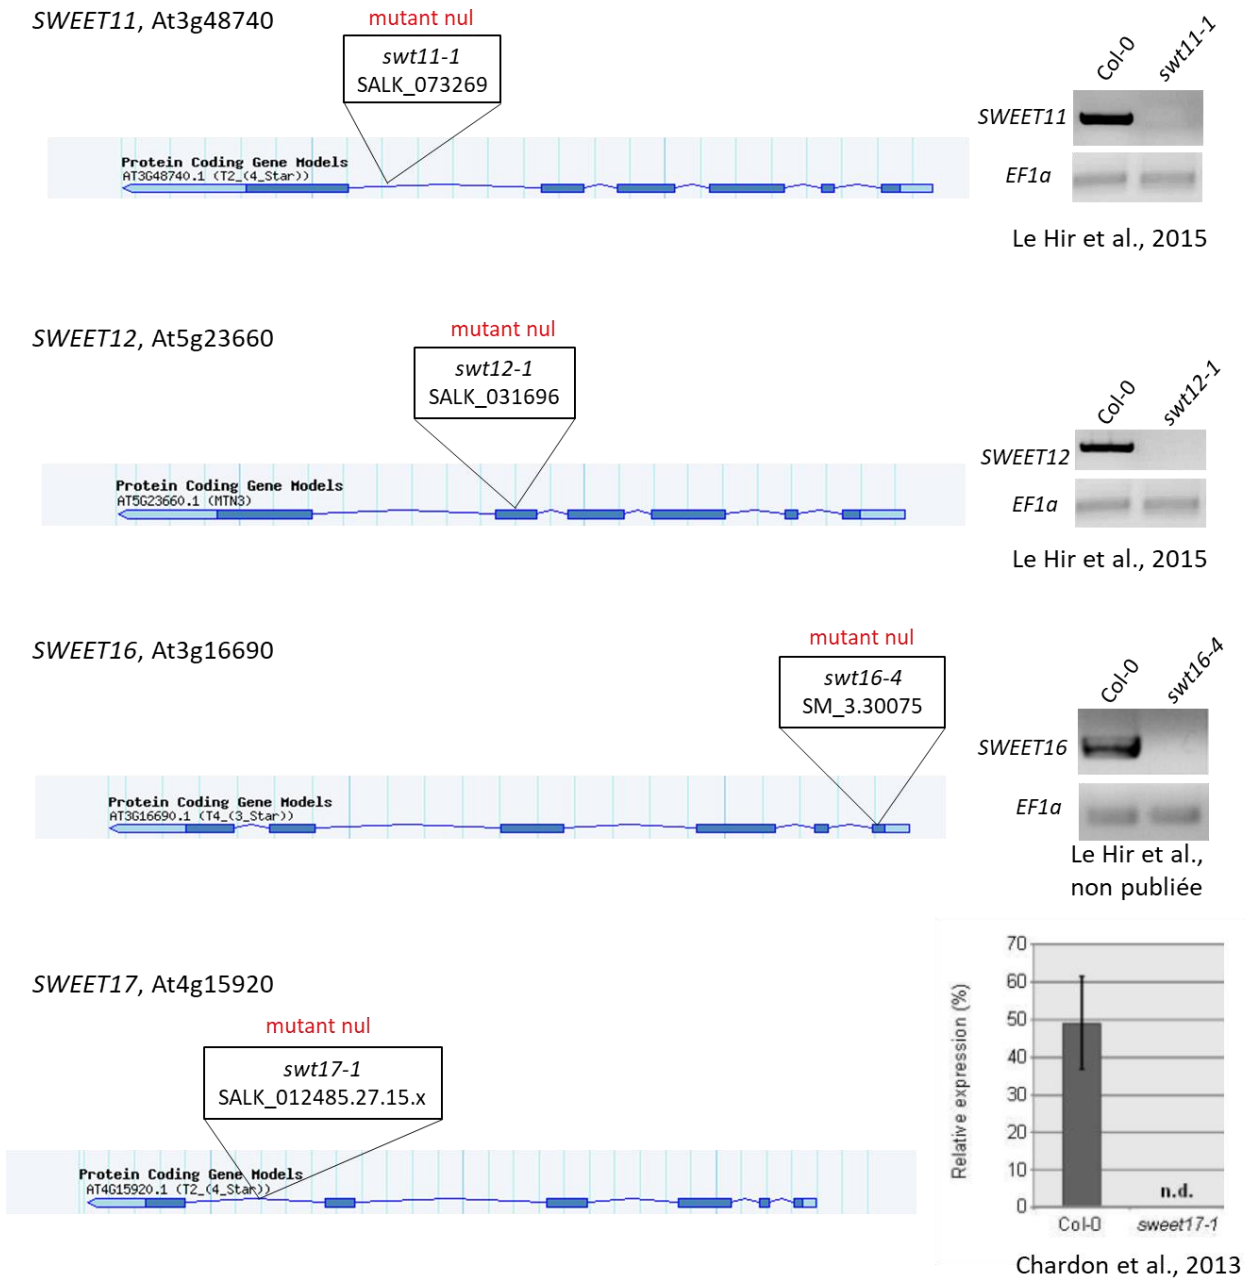 SWEET11, At3g48740
mutant nul
swt11-1
SALK_073269
Protein Coding Gene Models
AT3G48740.1 (T2_(4_Star))
Col-0
swt11-1
SWEET11
EF1a
Le Hir et al., 2015
SWEET12, At5g23660
mutant nul
swt12-1
SALK_031696
Protein Coding Gene Models
AT5G23660.1 (MTN3)
Col-0
swt12-1
SWEET12
EF1a
Le Hir et al., 2015
SWEET16, At3g16690
mutant nul
swt16-4
SM_3.30075
Protein Coding Gene Models
AT3G16690.1 (T4_(3_Star))
Col-0
swt16-4
SWEET16
EF1a
Le Hir et al.,
non publiée
SWEET17, At4g15920
mutant nul
swt17-1
SALK_012485.27.15.x
Protein Coding Gene Models
AT4G15920.1 (T2_(4_Star))
Relative expression (%)
70
60
50
40
30
20
10
0
n.d.
Col-0
sweet17-1
Chardon et al., 2013